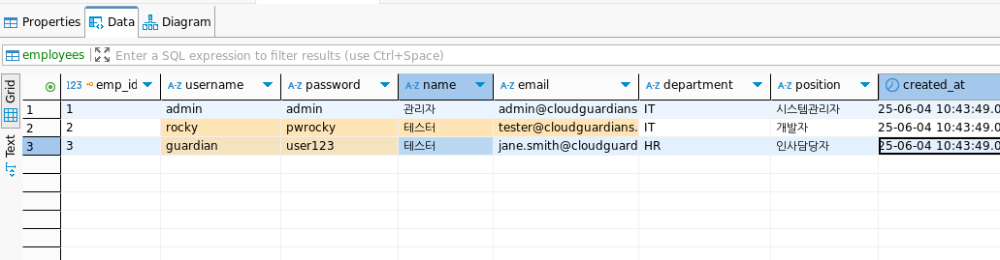 Properties Data Diagram
employees Enter a SQL expression to filter results (use Ctrl+Space)
Grid
Text
123 emp_id A-Z username A-Z password A-Z name A-Z email A-Z department A-Z position created_at
1 1 admin admin 관리자 admin@cloudguardians IT 시스템관리자 25-06-04 10:43:49.0
2 2 rocky pwrocky 테스터 tester@cloudguardians. IT 개발자 25-06-04 10:43:49.0
3 3 guardian user123 테스터 jane.smith@cloudguard HR 인사담당자 25-06-04 10:43:49.0